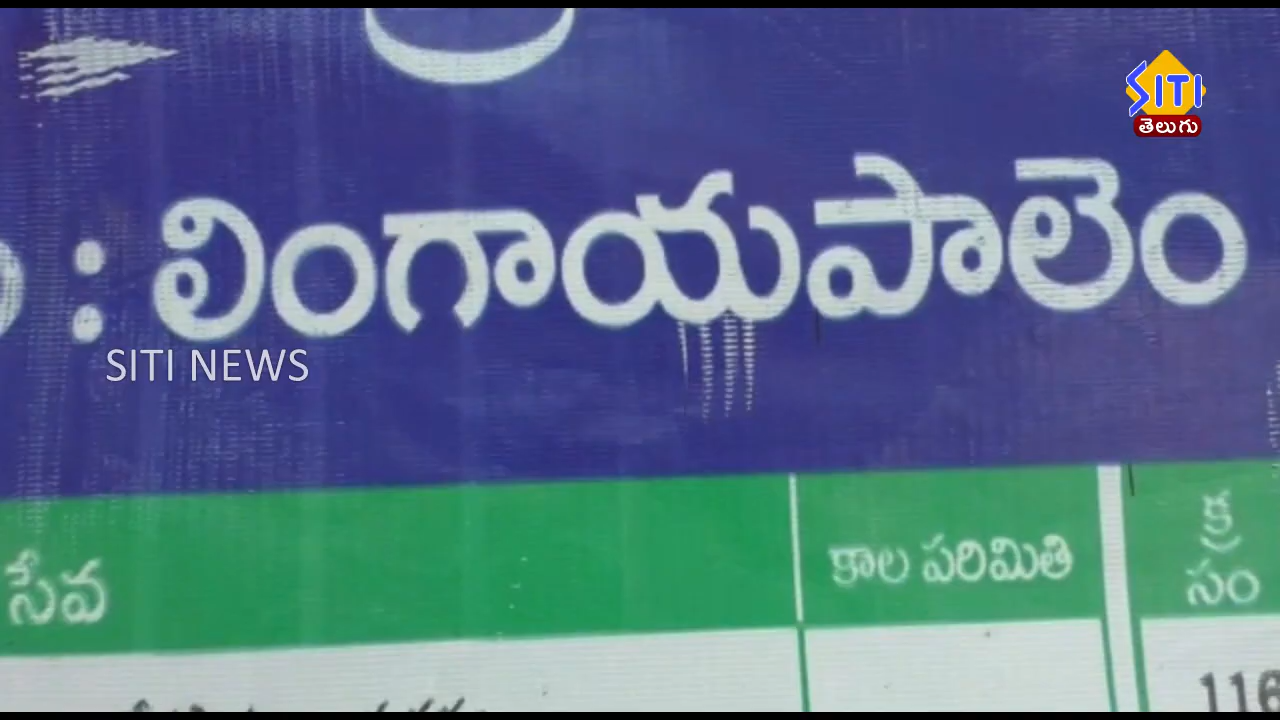 SITI
తెలుగు
: లింగాయపాలెం
SITI NEWS
సేవ
కాల పరిమితి
క్ర
సం
116